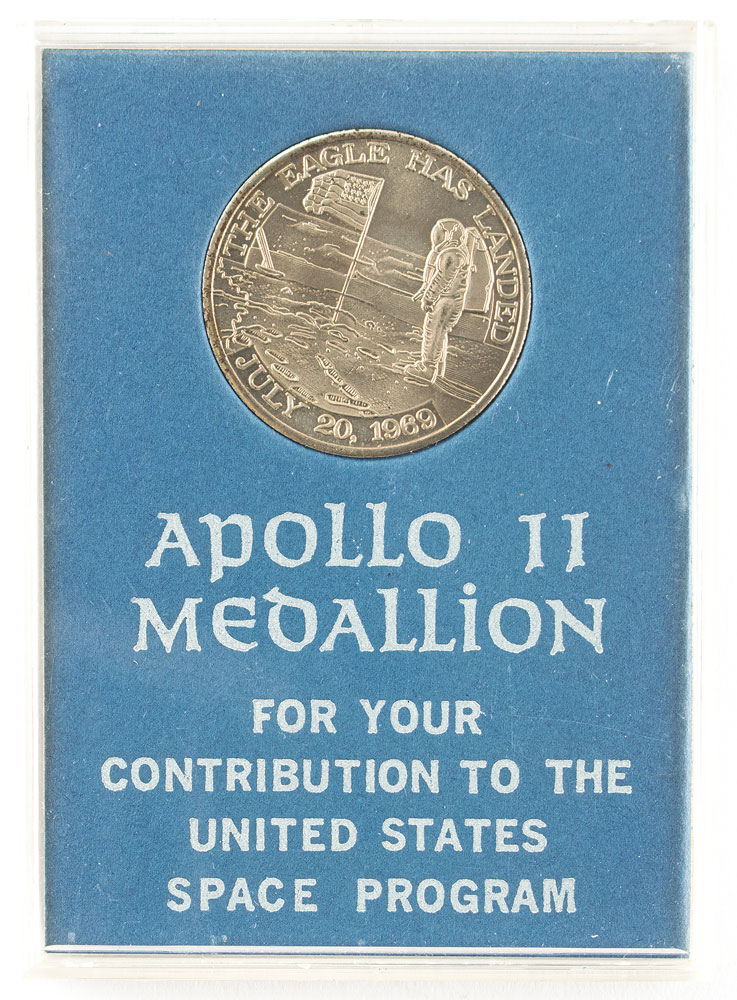 THE EAGLE HAS LANDED
JULY 20, 1969
APOLLO 11
MEDALLION
FOR YOUR
CONTRIBUTION TO THE
UNITED STATES
SPACE PROGRAM